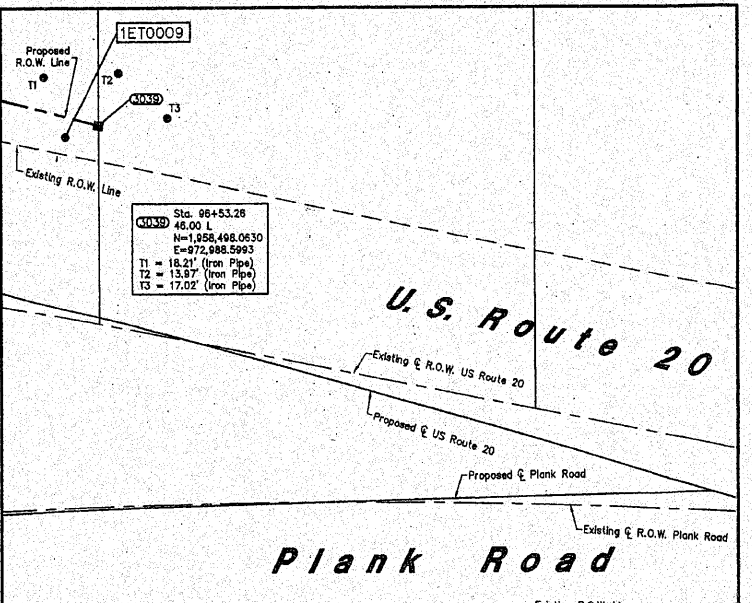 1ET0009
Proposed
R.O.W. Line
T1
T2
3039
T3
Existing R.O.W. Line
Sta. 96+53.26
3039 46.00 L
N=1,958,498.0630
E=972,988.5993
T1 = 18.21' (Iron Pipe)
T2 = 13.97' (Iron Pipe)
T3 = 17.02' (Iron Pipe)
U.S. Route 20
Existing ℄ R.O.W. US Route 20
Proposed ℄ US Route 20
Proposed ℄ Plank Road
Existing ℄ R.O.W. Plank Road
Plank Road